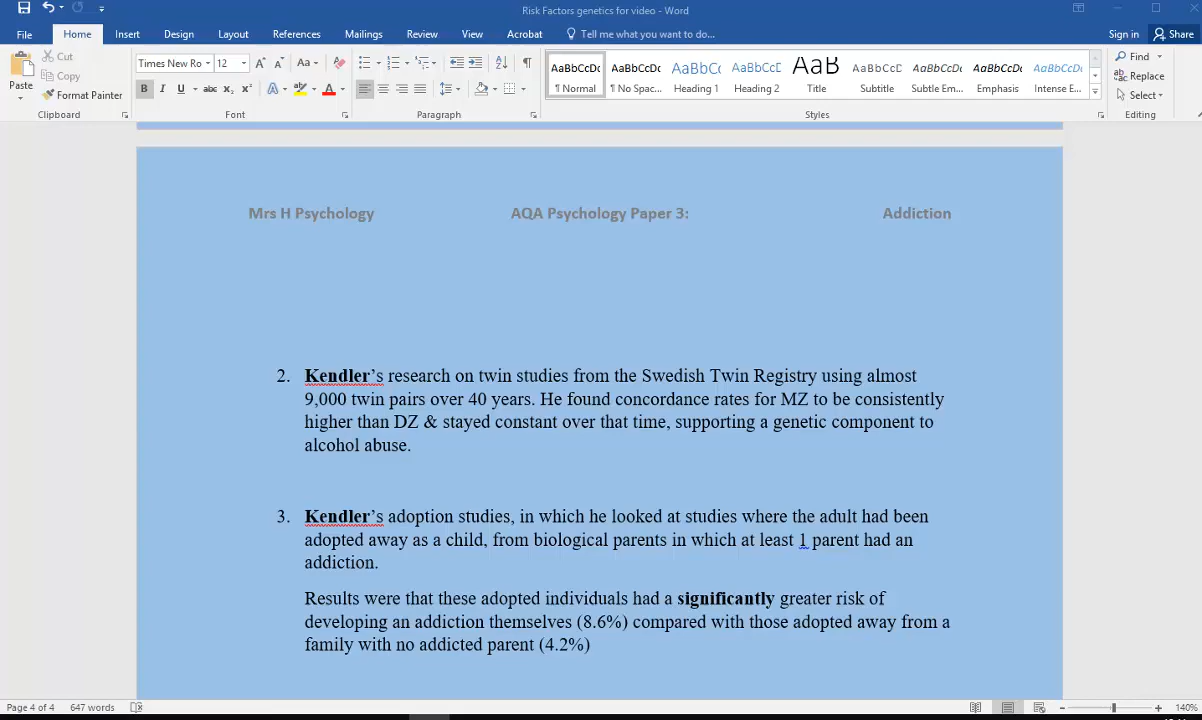 Risk Factors genetics for video - Word
File Home Insert Design Layout References Mailings Review View Acrobat Tell me what you want to do... Sign in Share
Cut
Copy
Paste
Format Painter
Times New Ro 12
AaBbCcDc AaBbCcDc AaBbCc AaBbCcD AaB AaBbCcD AaBbCcDc AaBbCcDc AaBbCcDc
¶ Normal ¶ No Spac... Heading 1 Heading 2 Title Subtitle Subtle Em... Emphasis Intense E...
Find
Replace
Select
Clipboard Font Paragraph Styles Editing
Mrs H Psychology AQA Psychology Paper 3: Addiction
2. Kendler's research on twin studies from the Swedish Twin Registry using almost
9,000 twin pairs over 40 years. He found concordance rates for MZ to be consistently
higher than DZ & stayed constant over that time, supporting a genetic component to
alcohol abuse.
3. Kendler's adoption studies, in which he looked at studies where the adult had been
adopted away as a child, from biological parents in which at least 1 parent had an
addiction.
Results were that these adopted individuals had a significantly greater risk of
developing an addiction themselves (8.6%) compared with those adopted away from a
family with no addicted parent (4.2%)
Page 4 of 4 647 words 140%